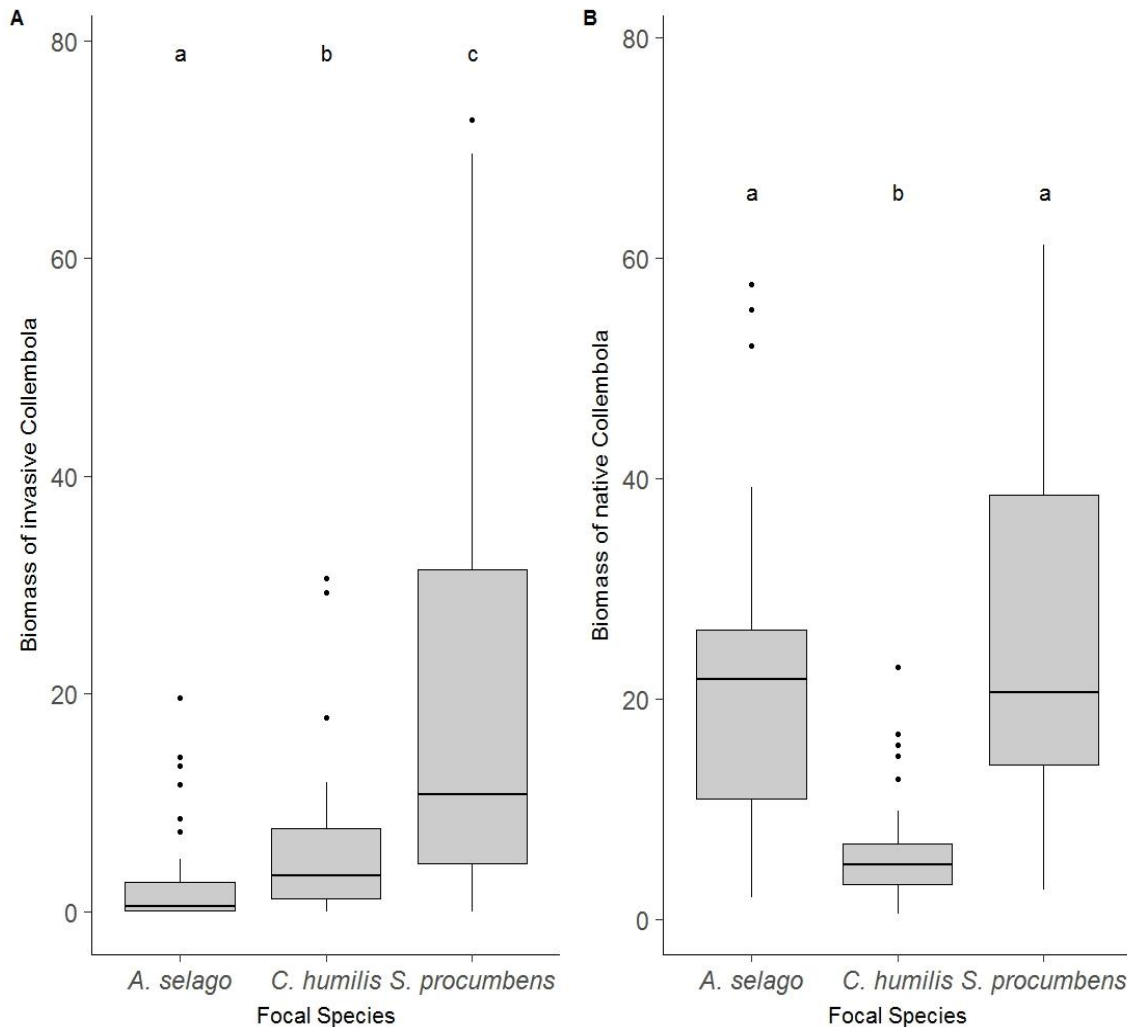 A
80
60
40
20
0
Biomass of invasive Collembola
a b c
A. selago C. humilis S. procumbens
Focal Species
B
80
60
40
20
0
Biomass of native Collembola
a b a
A. selago C. humilis S. procumbens
Focal Species